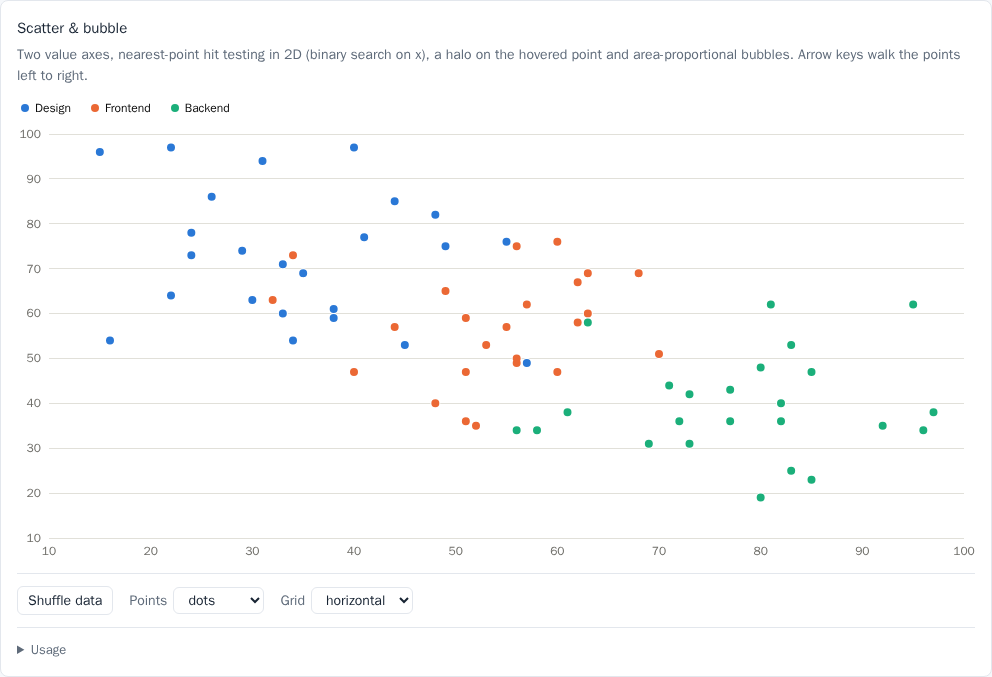 Scatter & bubble
Two value axes, nearest-point hit testing in 2D (binary search on x), a halo on the hovered point and area-proportional bubbles. Arrow keys walk the points
left to right.
Design Frontend Backend
100
90
80
70
60
50
40
30
20
10
10 20 30 40 50 60 70 80 90 100
Shuffle data Points dots Grid horizontal
Usage